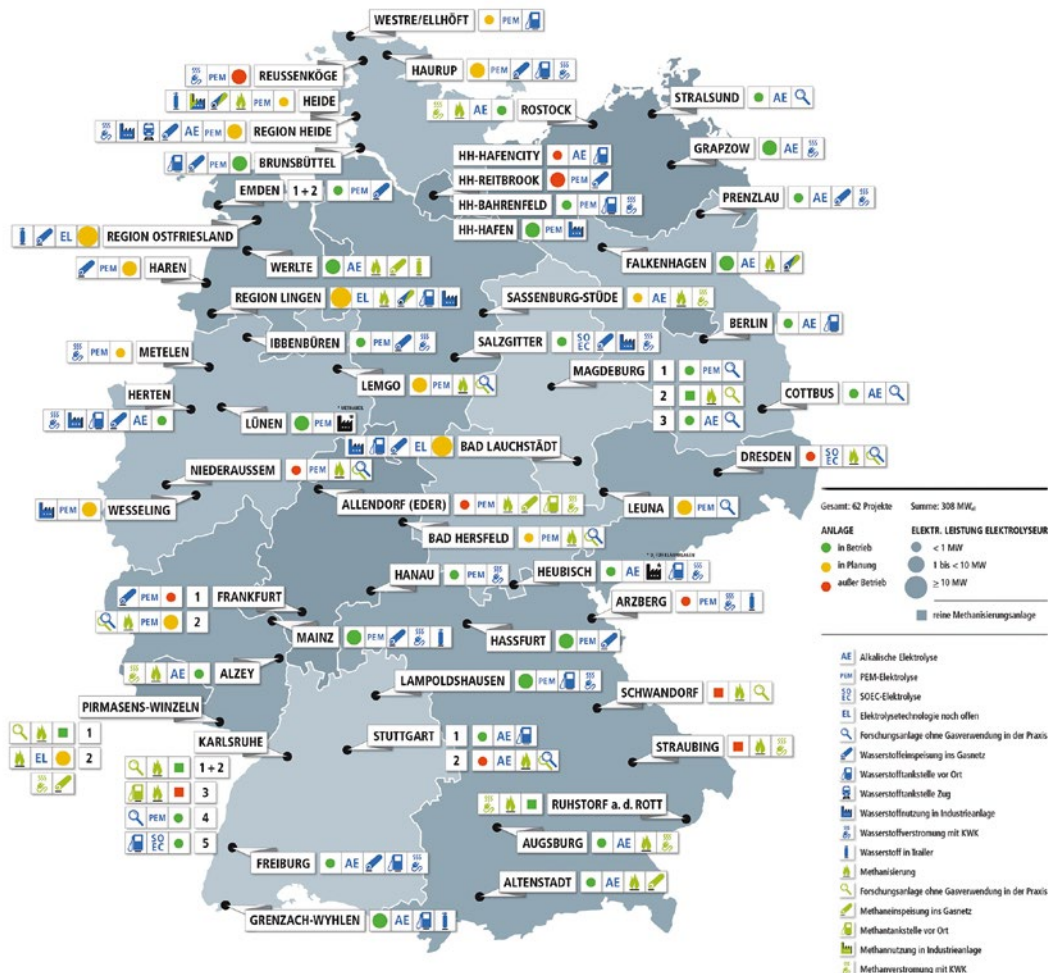 WESTRE/ELLHÖFT PEM
REUSSENKÖGE PEM
HAURUP PEM
HEIDE PEM
ROSTOCK AE
STRALSUND AE
REGION HEIDE AE PEM
HH-HAFENCITY AE
GRAPZOW AE
BRUNSBÜTTEL PEM
HH-REITBROOK PEM
EMDEN 1 + 2 PEM
HH-BAHRENFELD PEM
PRENZLAU AE
HH-HAFEN PEM
REGION OSTFRIESLAND EL
HAREN PEM
WERLTE AE
FALKENHAGEN AE
REGION LINGEN EL
SASSENBURG-STÜDE AE
BERLIN AE
IBBENBÜREN PEM
SALZGITTER SO EC
METELEN PEM
LEMGO PEM
MAGDEBURG 1 PEM
2
3 AE
HERTEN AE
COTTBUS AE
LÜNEN PEM
* METHANOL
BAD LAUCHSTÄDT EL
DRESDEN SO EC
NIEDERAUSSEM PEM
WESSELING PEM
ALLENDORF (EDER) PEM
LEUNA PEM
BAD HERSFELD PEM
HANAU PEM
HEUBISCH AE
ARZBERG PEM
FRANKFURT
1 PEM
2 PEM
MAINZ PEM
HASSFURT PEM
ALZEY AE
LAMPOLDSHAUSEN PEM
SCHWANDORF
PIRMASENS-WINZELN
1
2 EL
KARLSRUHE
1 + 2
3
4 PEM
5 SO EC
STUTTGART 1 AE
2 AE
STRAUBING
RUHSTORF a. d. ROTT
AUGSBURG AE
FREIBURG AE
ALTENSTADT AE
GRENZACH-WYHLEN AE
Gesamt: 62 Projekte Summe: 308 MWel
ANLAGE
in Betrieb
in Planung
außer Betrieb
ELEKTR. LEISTUNG ELEKTROLYSEUR
< 1 MW
1 bis < 10 MW
≥ 10 MW
reine Methanisierungsanlage
AE Alkalische Elektrolyse
PEM PEM-Elektrolyse
SO EC SOEC-Elektrolyse
EL Elektrolysetechnologie noch offen
Forschungsanlage ohne Gasverwendung in der Praxis
Wasserstoffeinspeisung ins Gasnetz
Wasserstofftankstelle vor Ort
Wasserstofftankstelle Zug
Wasserstoffnutzung in Industrieanlage
Wasserstoffverstromung mit KWK
Wasserstoff in Trailer
Methanisierung
Forschungsanlage ohne Gasverwendung in der Praxis
Methaneinspeisung ins Gasnetz
Methantankstelle vor Ort
Methannutzung in Industrieanlage
Methanverstromung mit KWK